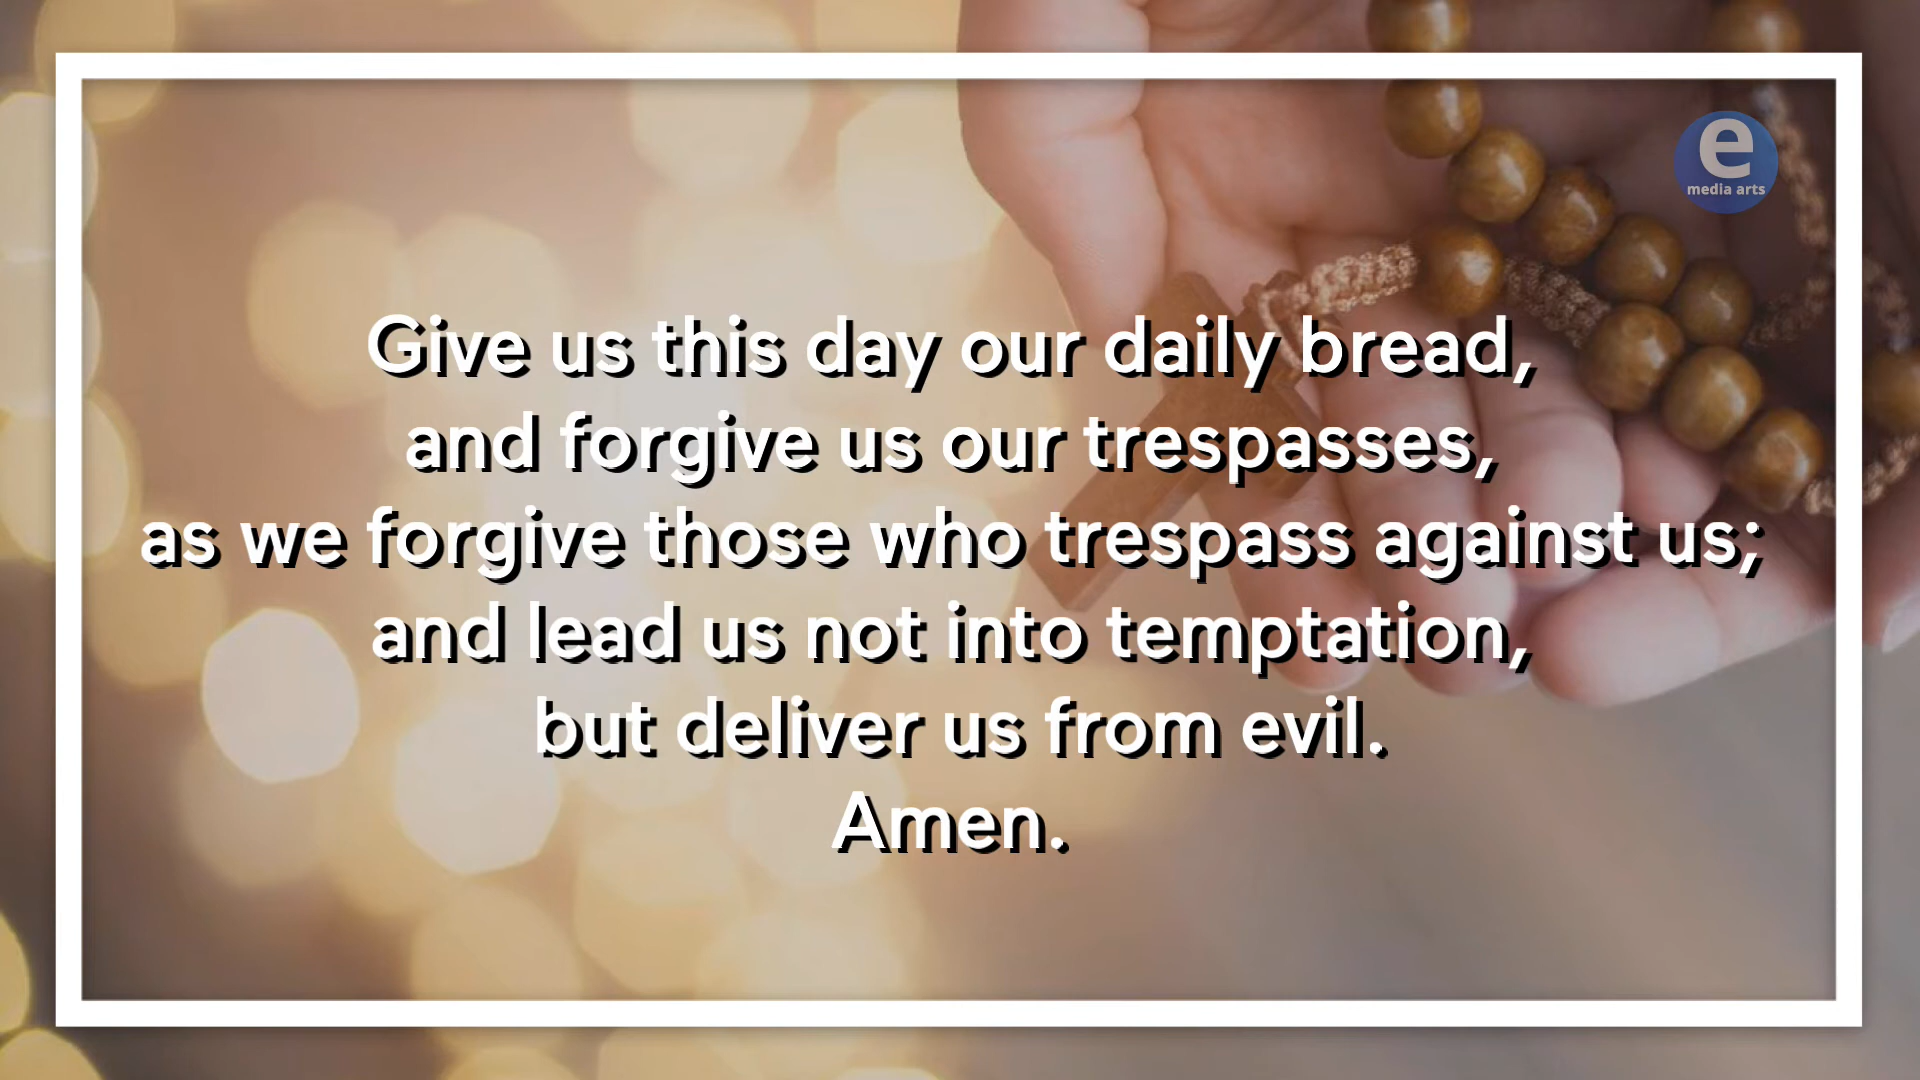 e
media arts
Give us this day our daily bread,
and forgive us our trespasses,
as we forgive those who trespass against us;
and lead us not into temptation,
but deliver us from evil.
Amen.